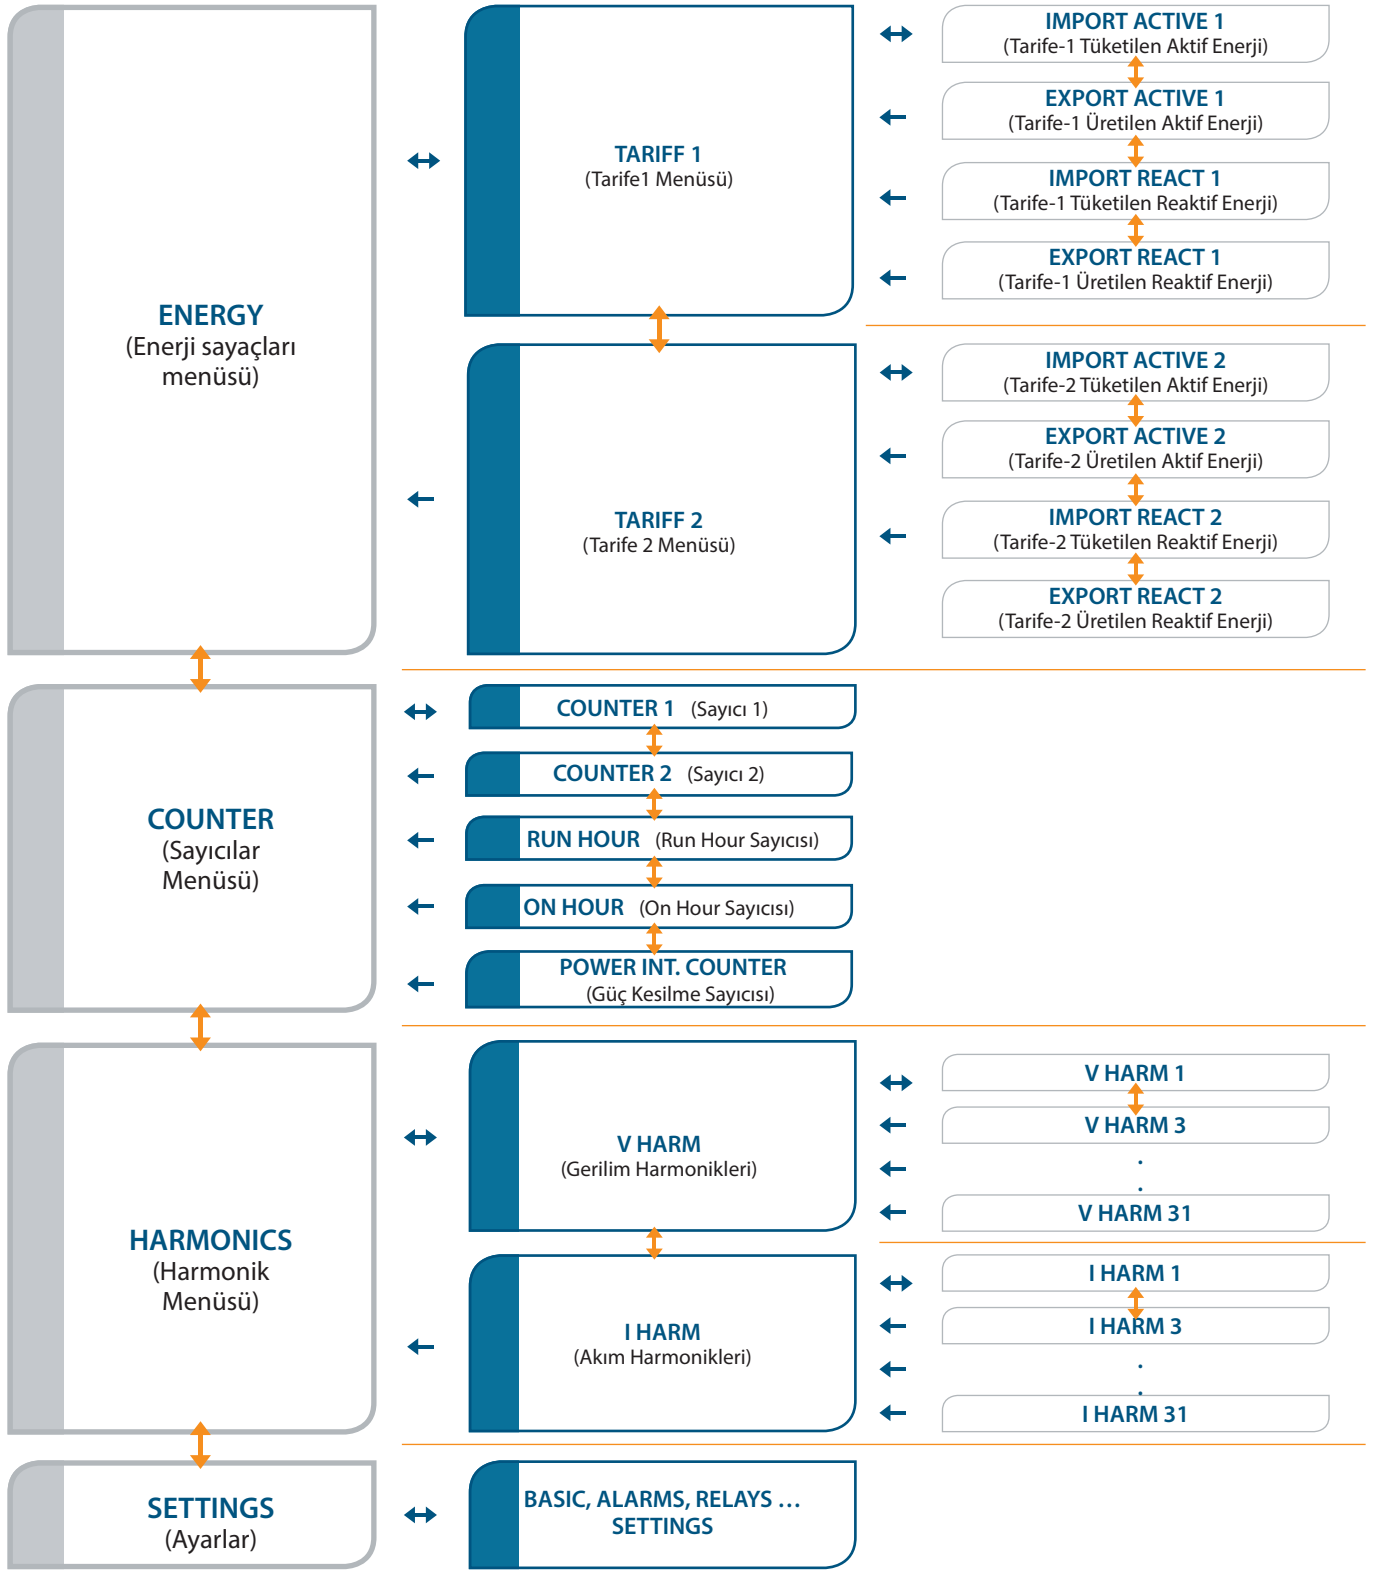 ENERGY
(Enerji sayaçları
menüsü)
TARIFF 1
(Tarife1 Menüsü)
IMPORT ACTIVE 1
(Tarife-1 Tüketilen Aktif Enerji)
EXPORT ACTIVE 1
(Tarife-1 Üretilen Aktif Enerji)
IMPORT REACT 1
(Tarife-1 Tüketilen Reaktif Enerji)
EXPORT REACT 1
(Tarife-1 Üretilen Reaktif Enerji)
TARIFF 2
(Tarife 2 Menüsü)
IMPORT ACTIVE 2
(Tarife-2 Tüketilen Aktif Enerji)
EXPORT ACTIVE 2
(Tarife-2 Üretilen Aktif Enerji)
IMPORT REACT 2
(Tarife-2 Tüketilen Reaktif Enerji)
EXPORT REACT 2
(Tarife-2 Üretilen Reaktif Enerji)
COUNTER
(Sayıcılar
Menüsü)
COUNTER 1 (Sayıcı 1)
COUNTER 2 (Sayıcı 2)
RUN HOUR (Run Hour Sayıcısı)
ON HOUR (On Hour Sayıcısı)
POWER INT. COUNTER
(Güç Kesilme Sayıcısı)
HARMONICS
(Harmonik
Menüsü)
V HARM
(Gerilim Harmonikleri)
V HARM 1
V HARM 3
.
.
V HARM 31
I HARM
(Akım Harmonikleri)
I HARM 1
I HARM 3
.
.
I HARM 31
SETTINGS
(Ayarlar)
BASIC, ALARMS, RELAYS …
SETTINGS